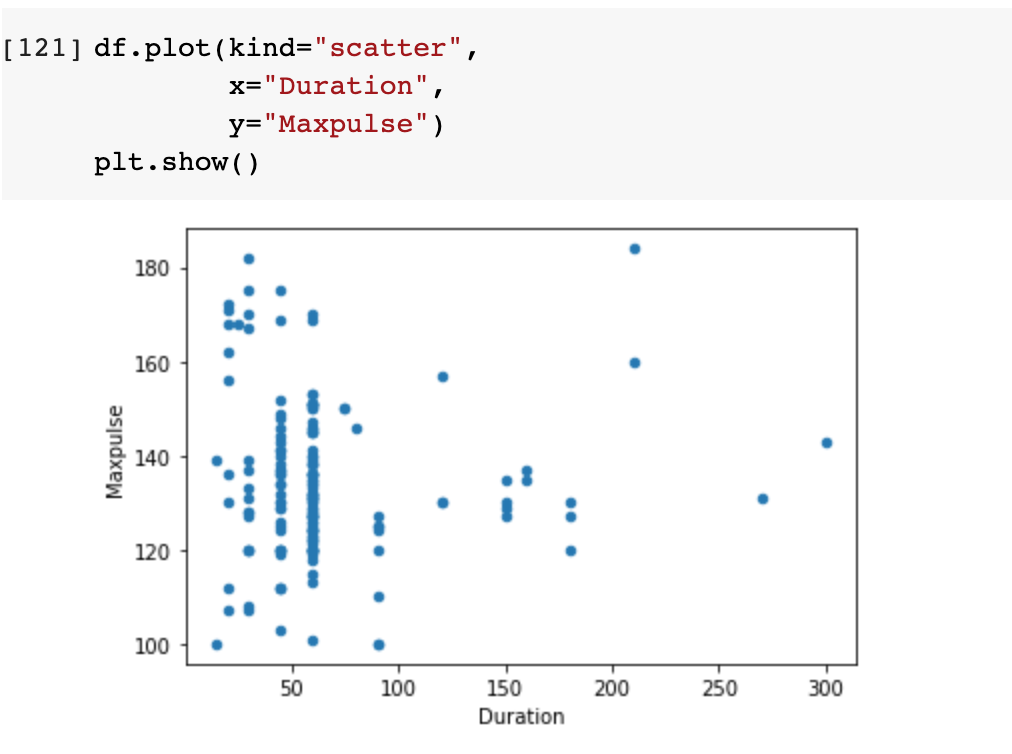 [121] df.plot(kind="scatter",
x="Duration",
y="Maxpulse")
plt.show()
180
160
140
120
100
Maxpulse
50 100 150 200 250 300
Duration